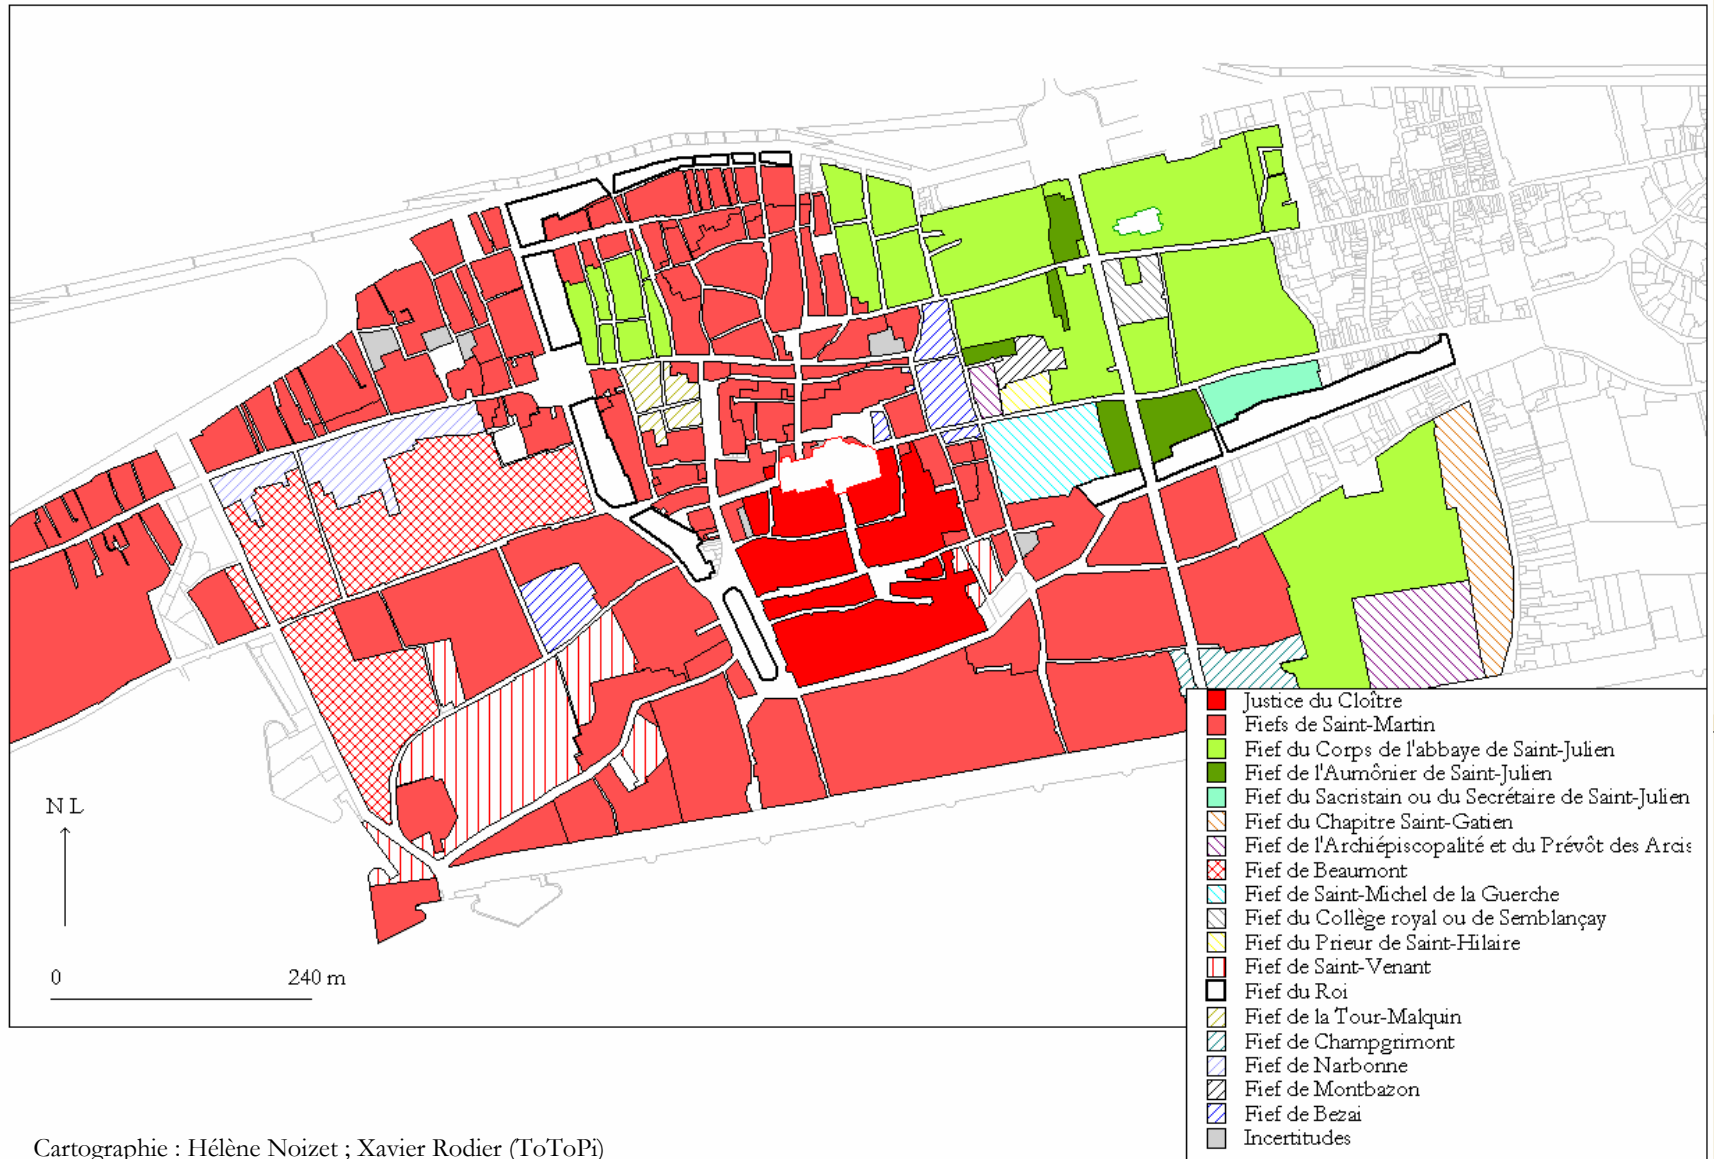 Justice du Cloître
Fiefs de Saint-Martin
Fief du Corps de l'abbaye de Saint-Julien
Fief de l'Aumônier de Saint-Julien
Fief du Sacristain ou du Secrétaire de Saint-Julien
Fief du Chapitre Saint-Gatien
Fief de l'Archiépiscopalité et du Prévôt des Arcis
Fief de Beaumont
Fief de Saint-Michel de la Guerche
Fief du Collège royal ou de Semblançay
Fief du Prieur de Saint-Hilaire
Fief de Saint-Venant
Fief du Roi
Fief de la Tour-Malquin
Fief de Champgrimont
Fief de Narbonne
Fief de Montbazon
Fief de Bezai
Incertitudes
N L
0 240 m
Cartographie : Hélène Noizet ; Xavier Rodier (ToToPi)